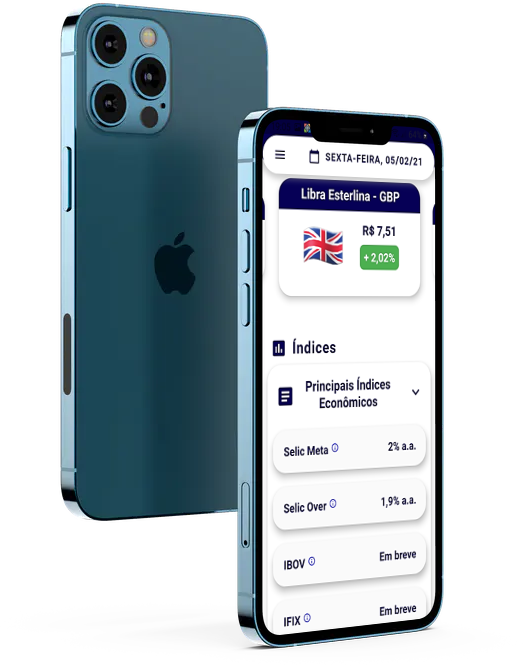 SEXTA-FEIRA, 05/02/21
Libra Esterlina - GBP
R$ 7,51
+ 2,02%
Índices
Principais Índices
Econômicos
Selic Meta
2% a.a.
Selic Over
1,9% a.a.
IBOV
Em breve
IFIX
Em breve